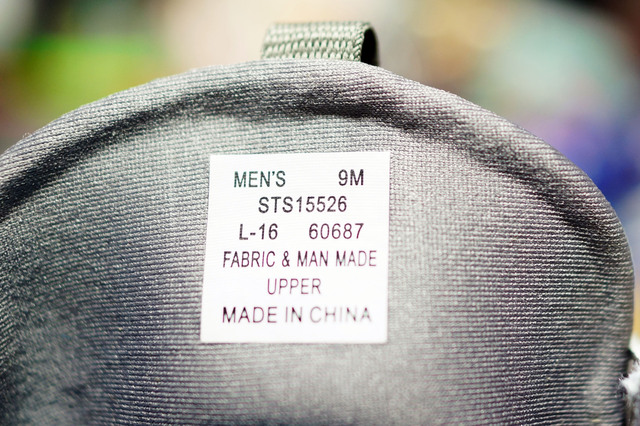 MEN'S 9M
STS15526
L-16 60687
FABRIC & MAN MADE
UPPER
MADE IN CHINA